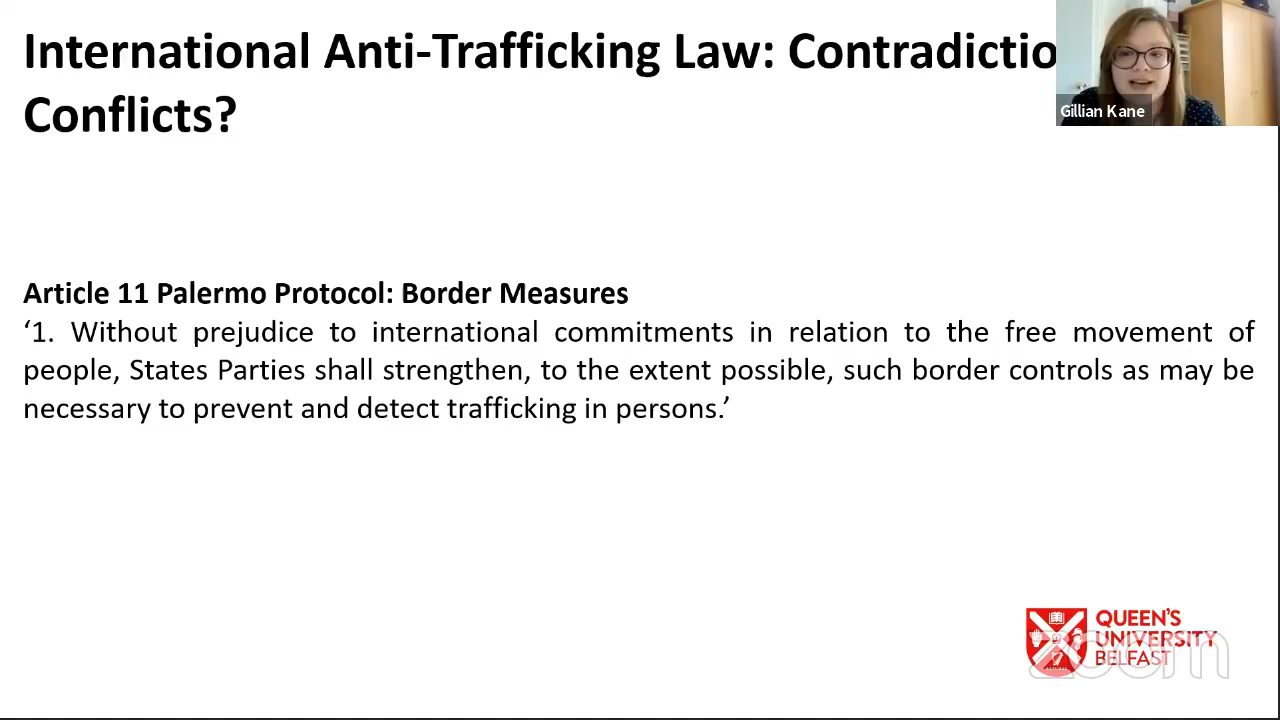 International Anti-Trafficking Law: Contradictio
Conflicts?
Gillian Kane
Article 11 Palermo Protocol: Border Measures
‘1. Without prejudice to international commitments in relation to the free movement of
people, States Parties shall strengthen, to the extent possible, such border controls as may be
necessary to prevent and detect trafficking in persons.’
QUEEN'S
UNIVERSITY
BELFAST
zoom